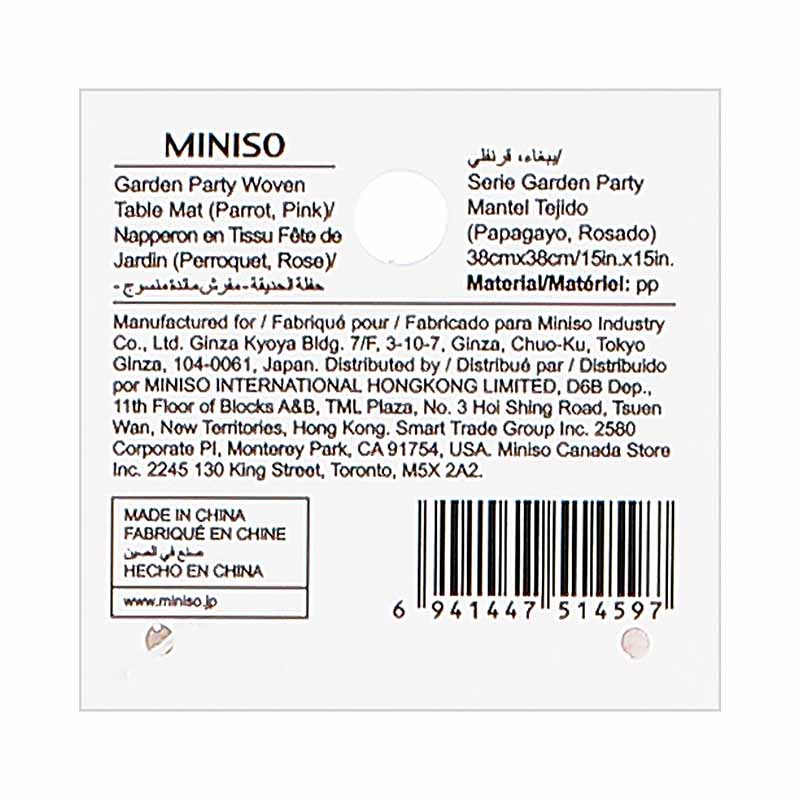 MINISO
Garden Party Woven
Table Mat (Parrot, Pink)/
Napperon en Tissu Fête de
Jardin (Perroquet, Rose)/
حفلة الحديقة-مفرش مائدة منسوج-
ببغاء، قرنفلي/
Serie Garden Party
Mantel Tejido
(Papagayo, Rosado)
38cmx38cm/15in.x15in.
Material/Matériel: pp
Manufactured for / Fabriqué pour / Fabricado para Miniso Industry
Co., Ltd. Ginza Kyoya Bldg. 7/F, 3-10-7, Ginza, Chuo-Ku, Tokyo
Ginza, 104-0061, Japan. Distributed by / Distribué par / Distribuido
por MINISO INTERNATIONAL HONGKONG LIMITED, D6B Dep.,
11th Floor of Blocks A&B, TML Plaza, No. 3 Hoi Shing Road, Tsuen
Wan, New Territories, Hong Kong. Smart Trade Group Inc. 2580
Corporate Pl, Monterey Park, CA 91754, USA. Miniso Canada Store
Inc. 2245 130 King Street, Toronto, M5X 2A2.
MADE IN CHINA
FABRIQUÉ EN CHINE
صنع في الصين
HECHO EN CHINA
www.miniso.jp
6 941447 514597